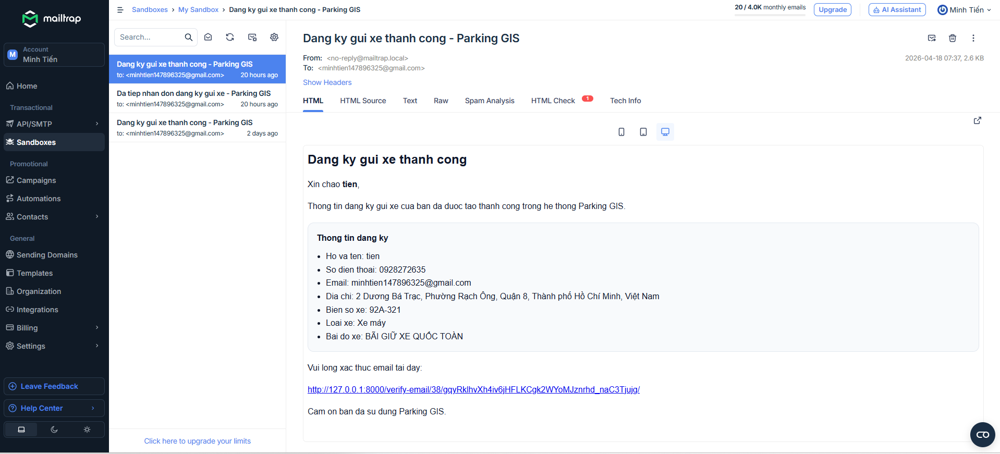 mailtrap
M
Account
Minh Tiến
Home
Transactional
API/SMTP
Sandboxes
Promotional
Campaigns
Automations
Contacts
General
Sending Domains
Templates
Organization
Integrations
Billing
Settings
Leave Feedback
Help Center
Sandboxes › My Sandbox › Dang ky gui xe thanh cong - Parking GIS
20 / 4.0K monthly emails
Upgrade
AI Assistant
Minh Tiến
Search...
Dang ky gui xe thanh cong - Parking GIS
to: <minhtien147896325@gmail.com> 20 hours ago
Da tiep nhan don dang ky gui xe - Parking GIS
to: <minhtien147896325@gmail.com> 20 hours ago
Dang ky gui xe thanh cong - Parking GIS
to: <minhtien147896325@gmail.com> 2 days ago
Click here to upgrade your limits
Dang ky gui xe thanh cong - Parking GIS
From: <no-reply@mailtrap.local>
2026-04-18 07:37, 2.6 KB
To: <minhtien147896325@gmail.com>
Show Headers
HTML HTML Source Text Raw Spam Analysis HTML Check 1 Tech Info
Dang ky gui xe thanh cong
Xin chao tien,
Thong tin dang ky gui xe cua ban da duoc tao thanh cong trong he thong Parking GIS.
Thong tin dang ky
• Ho va ten: tien
• So dien thoai: 0928272635
• Email: minhtien147896325@gmail.com
• Dia chi: 2 Dương Bá Trạc, Phường Rạch Ông, Quận 8, Thành phố Hồ Chí Minh, Việt Nam
• Bien so xe: 92A-321
• Loai xe: Xe máy
• Bai do xe: BÃI GIỮ XE QUỐC TOÀN
Vui long xac thuc email tai day:
http://127.0.0.1:8000/verify-email/38/gqyRklhvXh4iv6jHFLKCgk2WYoMJznrhd_naC3Tjujg/
Cam on ban da su dung Parking GIS.